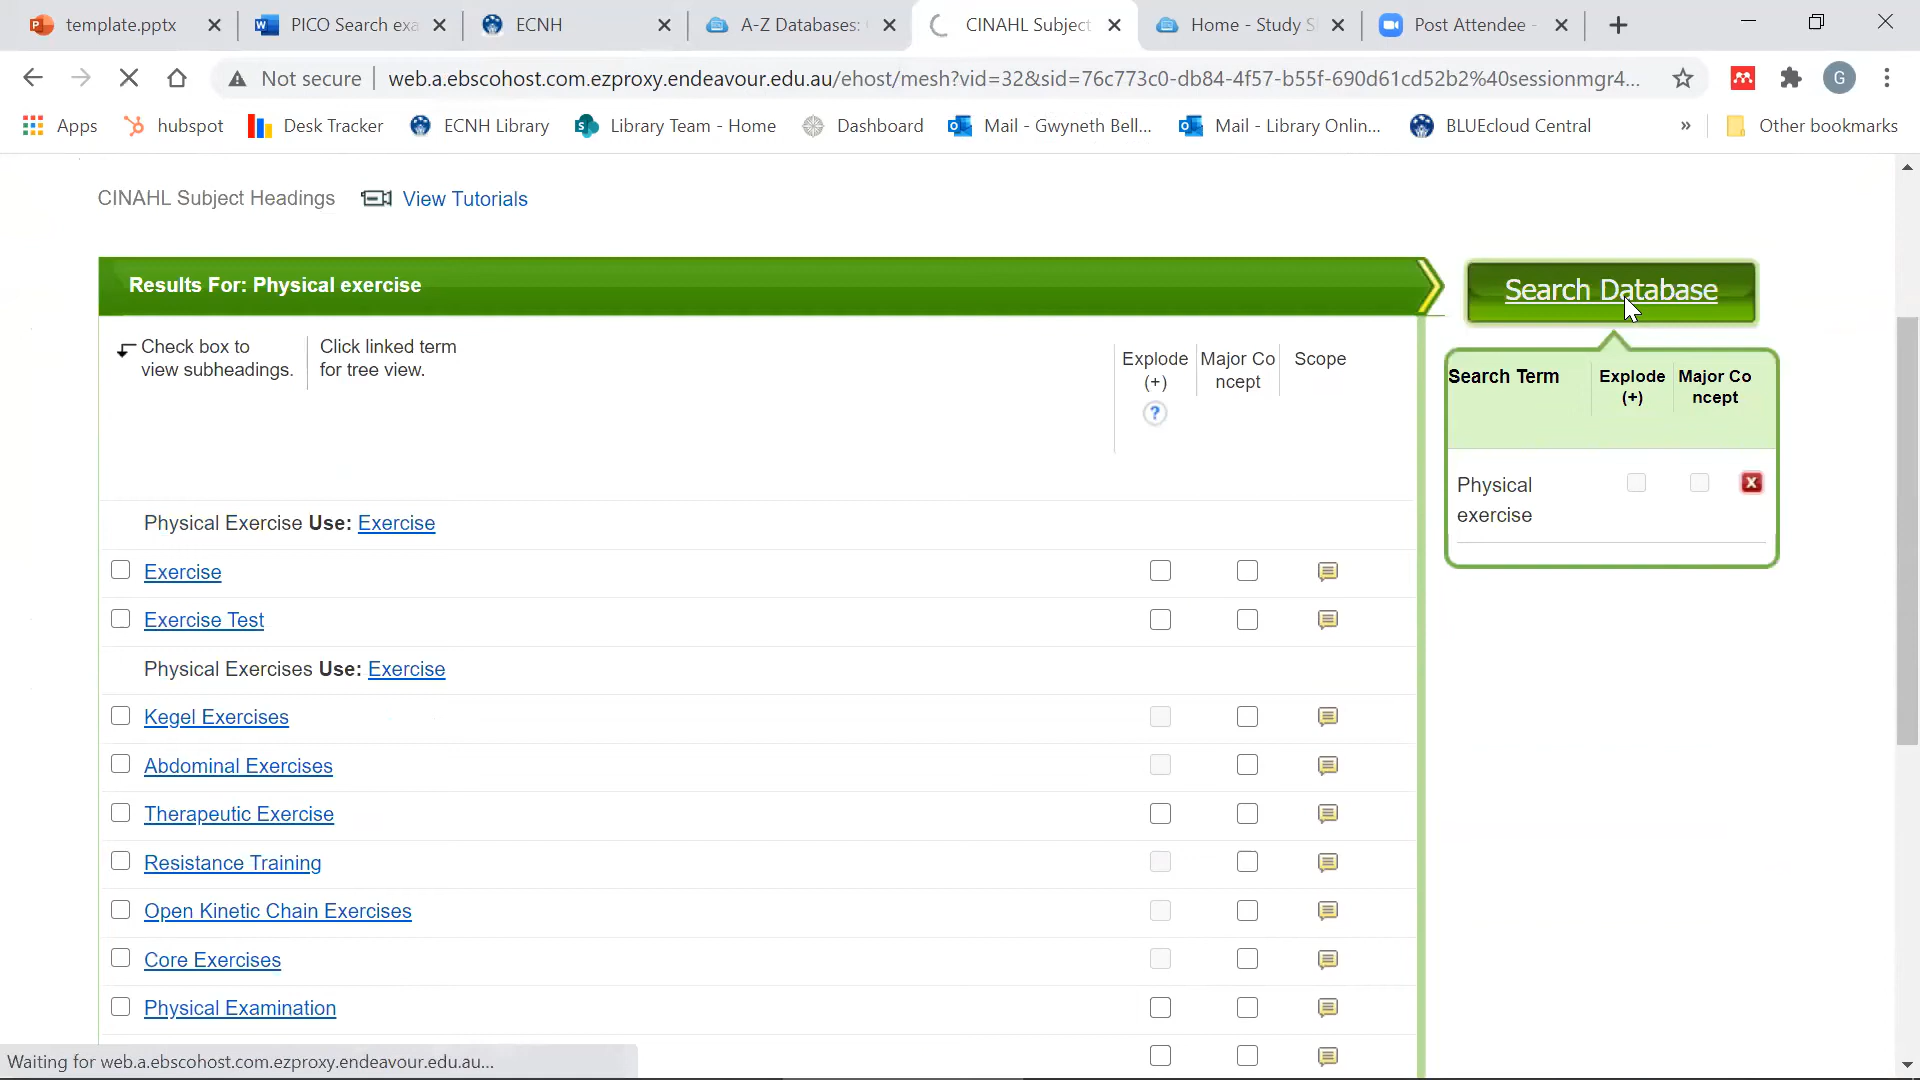 template.pptx
PICO Search exa
ECNH
A-Z Databases:
CINAHL Subject
Home - Study S
Post Attendee -
Not secure
web.a.ebscohost.com.ezproxy.endeavour.edu.au/ehost/mesh?vid=32&sid=76c773c0-db84-4f57-b55f-690d61cd52b2%40sessionmgr4...
G
Apps
hubspot
Desk Tracker
ECNH Library
Library Team - Home
Dashboard
Mail - Gwyneth Bell...
Mail - Library Onlin...
BLUEcloud Central
»
Other bookmarks
CINAHL Subject Headings
View Tutorials
Results For: Physical exercise
Search Database
Check box to
view subheadings.
Click linked term
for tree view.
Explode
(+)
?
Major Co
ncept
Scope
Search Term
Explode
(+)
Major Co
ncept
Physical
exercise
X
Physical Exercise Use: Exercise
Exercise
Exercise Test
Physical Exercises Use: Exercise
Kegel Exercises
Abdominal Exercises
Therapeutic Exercise
Resistance Training
Open Kinetic Chain Exercises
Core Exercises
Physical Examination
Waiting for web.a.ebscohost.com.ezproxy.endeavour.edu.au...